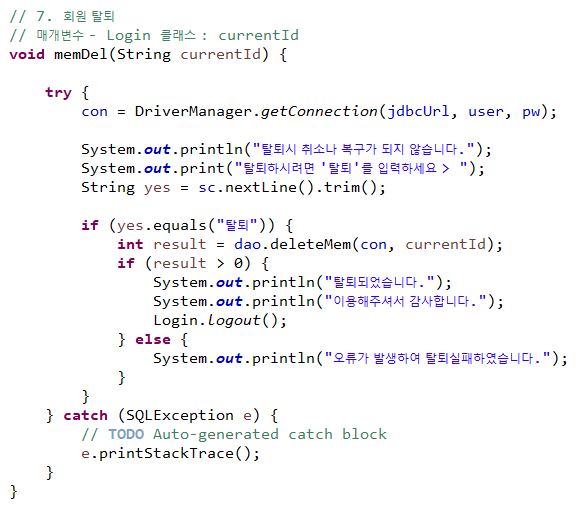 // 7. 회원 탈퇴
// 매개변수 - Login 클래스 : currentId
void memDel(String currentId) {
try {
con = DriverManager.getConnection(jdbcUrl, user, pw);
System.out.println("탈퇴시 취소나 복구가 되지 않습니다.");
System.out.print("탈퇴하시려면 '탈퇴'를 입력하세요 > ");
String yes = sc.nextLine().trim();
if (yes.equals("탈퇴")) {
int result = dao.deleteMem(con, currentId);
if (result > 0) {
System.out.println("탈퇴되었습니다.");
System.out.println("이용해주셔서 감사합니다.");
Login.logout();
} else {
System.out.println("오류가 발생하여 탈퇴실패하였습니다.");
}
}
} catch (SQLException e) {
// TODO Auto-generated catch block
e.printStackTrace();
}
}